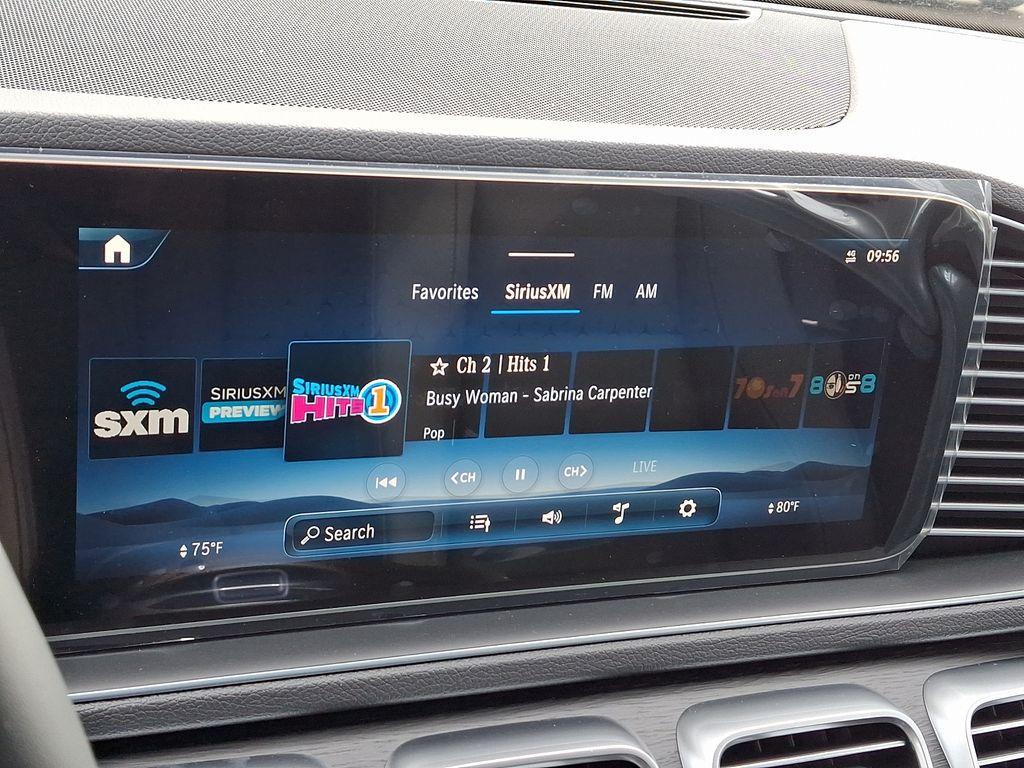 4G 09:56
Favorites SiriusXM FM AM
sxm
SIRIUSXM
PREVIEW
SIRIUSXM
HITS 1
Ch 2 | Hits 1
Busy Woman - Sabrina Carpenter
Pop
70s on 7
80s on 8
<CH CH> LIVE
Search
75°F 80°F